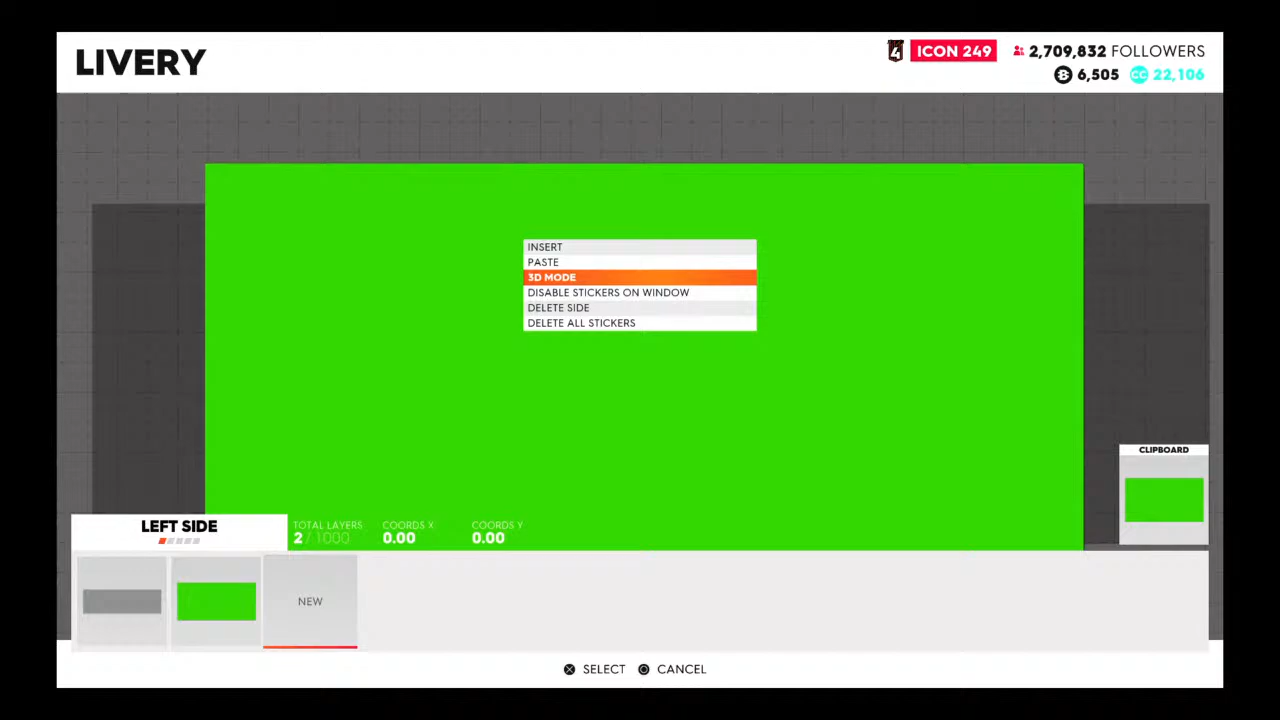 LIVERY
4 ICON 249 2,709,832 FOLLOWERS
6,505 CC 22,106
INSERT
PASTE
3D MODE
DISABLE STICKERS ON WINDOW
DELETE SIDE
DELETE ALL STICKERS
CLIPBOARD
LEFT SIDE
TOTAL LAYERS COORDS X COORDS Y
2 / 1000 0.00 0.00
NEW
SELECT CANCEL